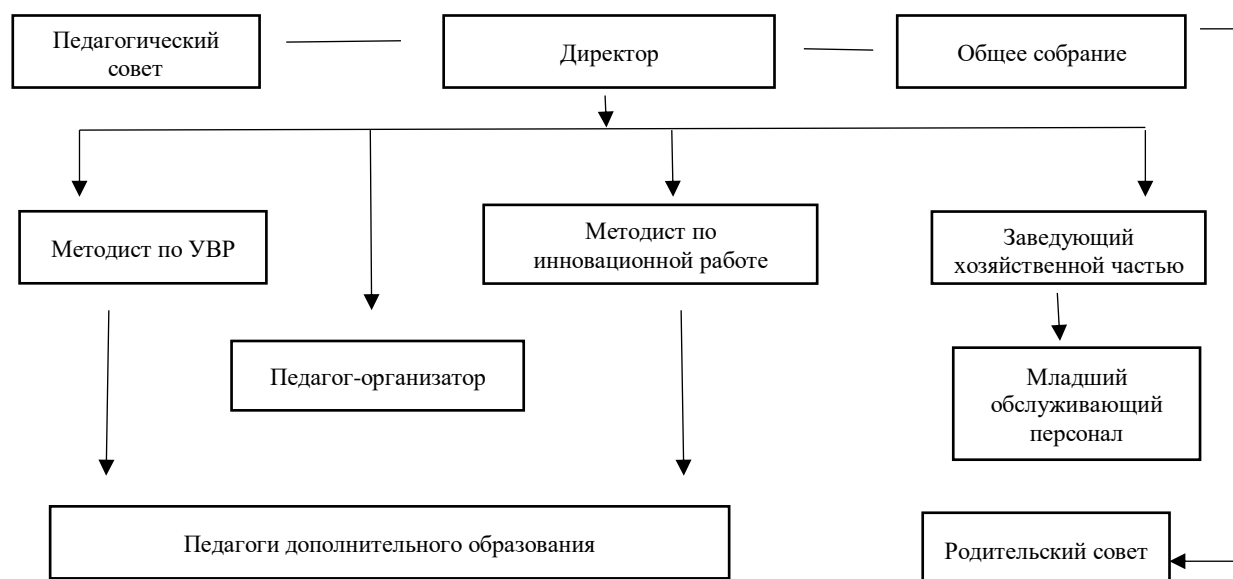 Педагогический
совет
Директор
Общее собрание
Методист по УВР
Методист по
инновационной работе
Заведующий
хозяйственной частью
Педагог-организатор
Младший
обслуживающий
персонал
Педагоги дополнительного образования
Родительский совет